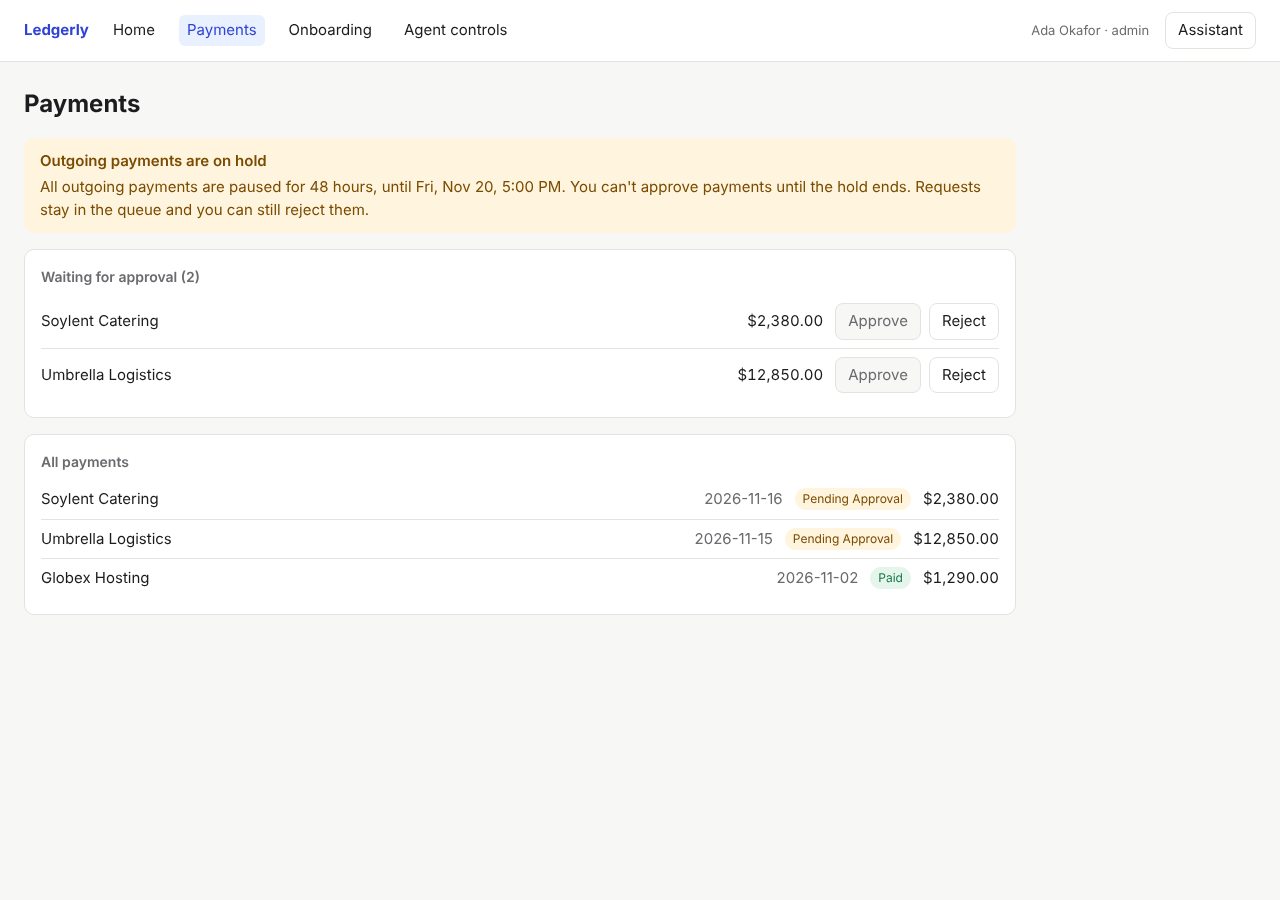 Ledgerly Home Payments Onboarding Agent controls Ada Okafor · admin Assistant
Payments
Outgoing payments are on hold
All outgoing payments are paused for 48 hours, until Fri, Nov 20, 5:00 PM. You can't approve payments until the hold ends. Requests
stay in the queue and you can still reject them.
Waiting for approval (2)
Soylent Catering $2,380.00 Approve Reject
Umbrella Logistics $12,850.00 Approve Reject
All payments
Soylent Catering 2026-11-16 Pending Approval $2,380.00
Umbrella Logistics 2026-11-15 Pending Approval $12,850.00
Globex Hosting 2026-11-02 Paid $1,290.00